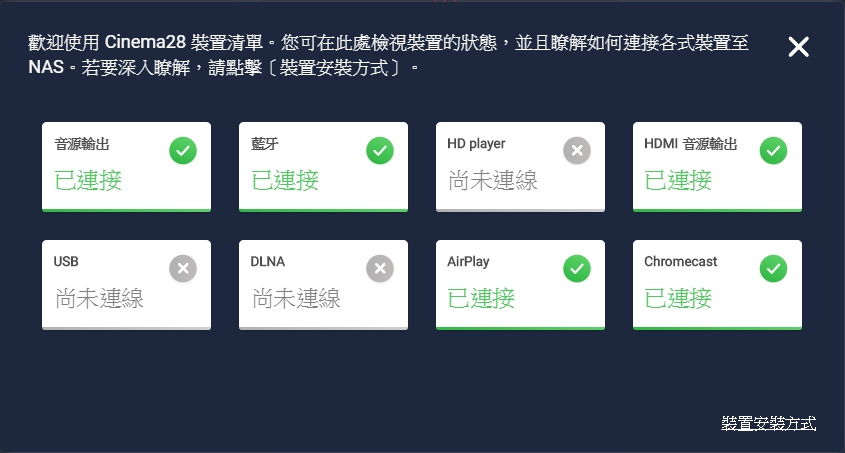 歡迎使用 Cinema28 裝置清單。您可在此處檢視裝置的狀態，並且瞭解如何連接各式裝置至
NAS。若要深入瞭解，請點擊〔裝置安裝方式〕。
音源輸出
已連接
藍牙
已連接
HD player
尚未連線
HDMI 音源輸出
已連接
USB
尚未連線
DLNA
尚未連線
AirPlay
已連接
Chromecast
已連接
裝置安裝方式